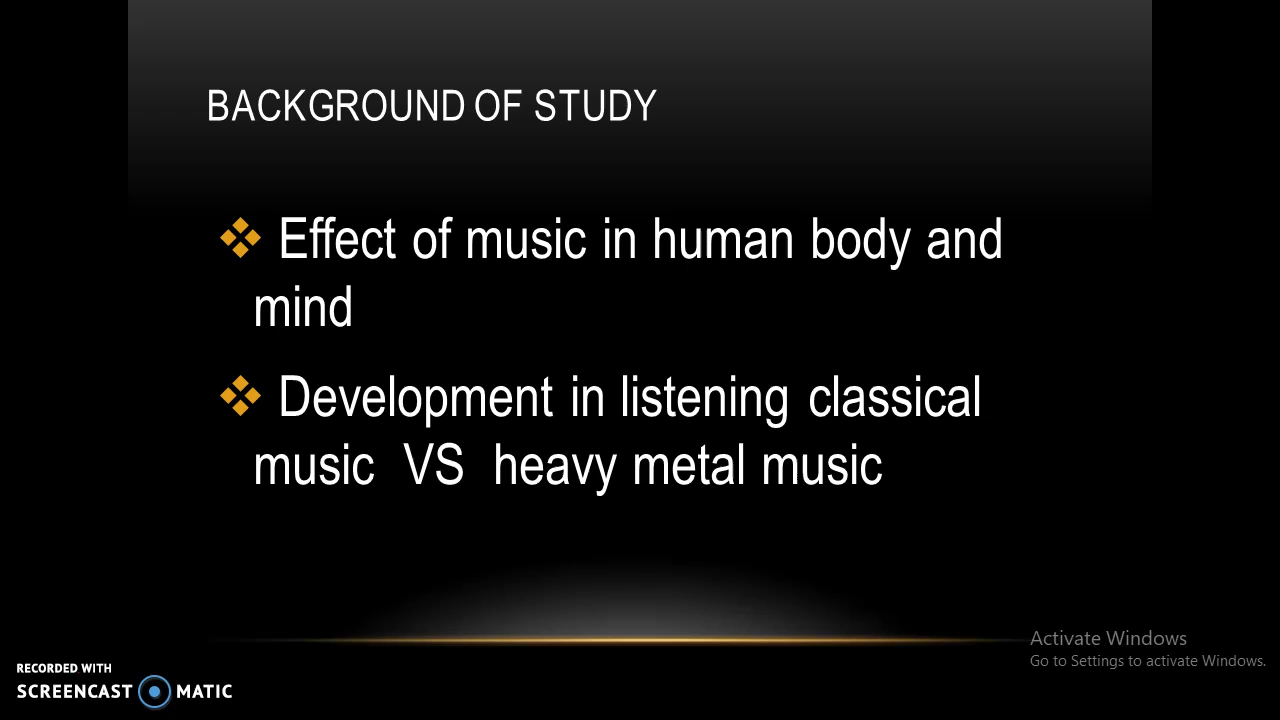 BACKGROUND OF STUDY
Effect of music in human body and
mind
Development in listening classical
music VS heavy metal music
Activate Windows
Go to Settings to activate Windows.
RECORDED WITH
SCREENCAST MATIC